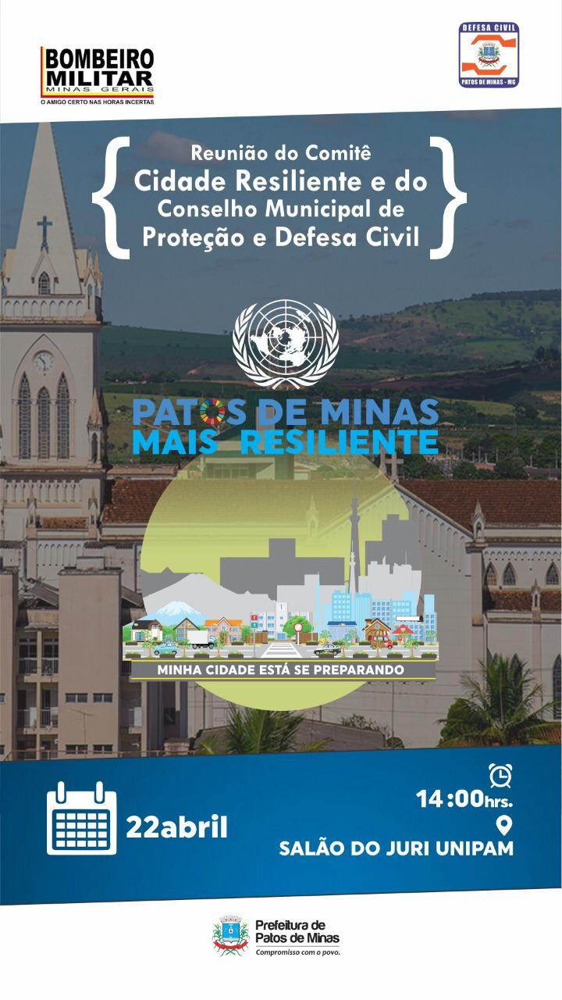 BOMBEIRO
MILITAR
MINAS GERAIS
O AMIGO CERTO NAS HORAS INCERTAS
DEFESA CIVIL
PATOS DE MINAS - MG
Reunião do Comitê
Cidade Resiliente e do
Conselho Municipal de
Proteção e Defesa Civil
PATOS DE MINAS
MAIS RESILIENTE
MINHA CIDADE ESTÁ SE PREPARANDO
22abril
14:00hrs.
SALÃO DO JURI UNIPAM
Prefeitura de
Patos de Minas
Compromisso com o povo.